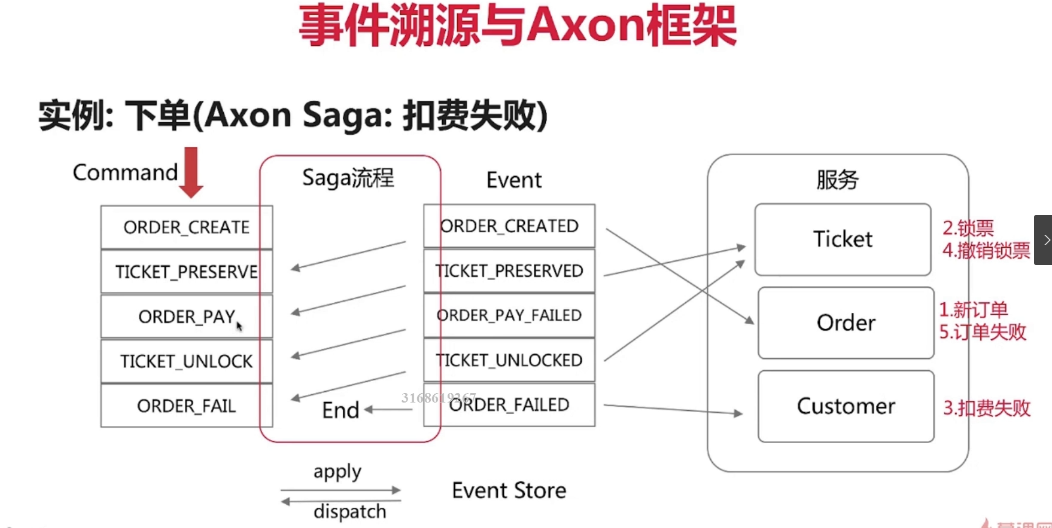 事件溯源与Axon框架
实例: 下单(Axon Saga: 扣费失败)
Command
Saga流程
Event
服务
ORDER_CREATE
ORDER_CREATED
TICKET_PRESERVE
TICKET_PRESERVED
ORDER_PAY
ORDER_PAY_FAILED
TICKET_UNLOCK
TICKET_UNLOCKED
ORDER_FAIL
End
ORDER_FAILED
3168619367
Ticket
2.锁票
4.撤销锁票
Order
1.新订单
5.订单失败
Customer
3.扣费失败
apply
dispatch
Event Store